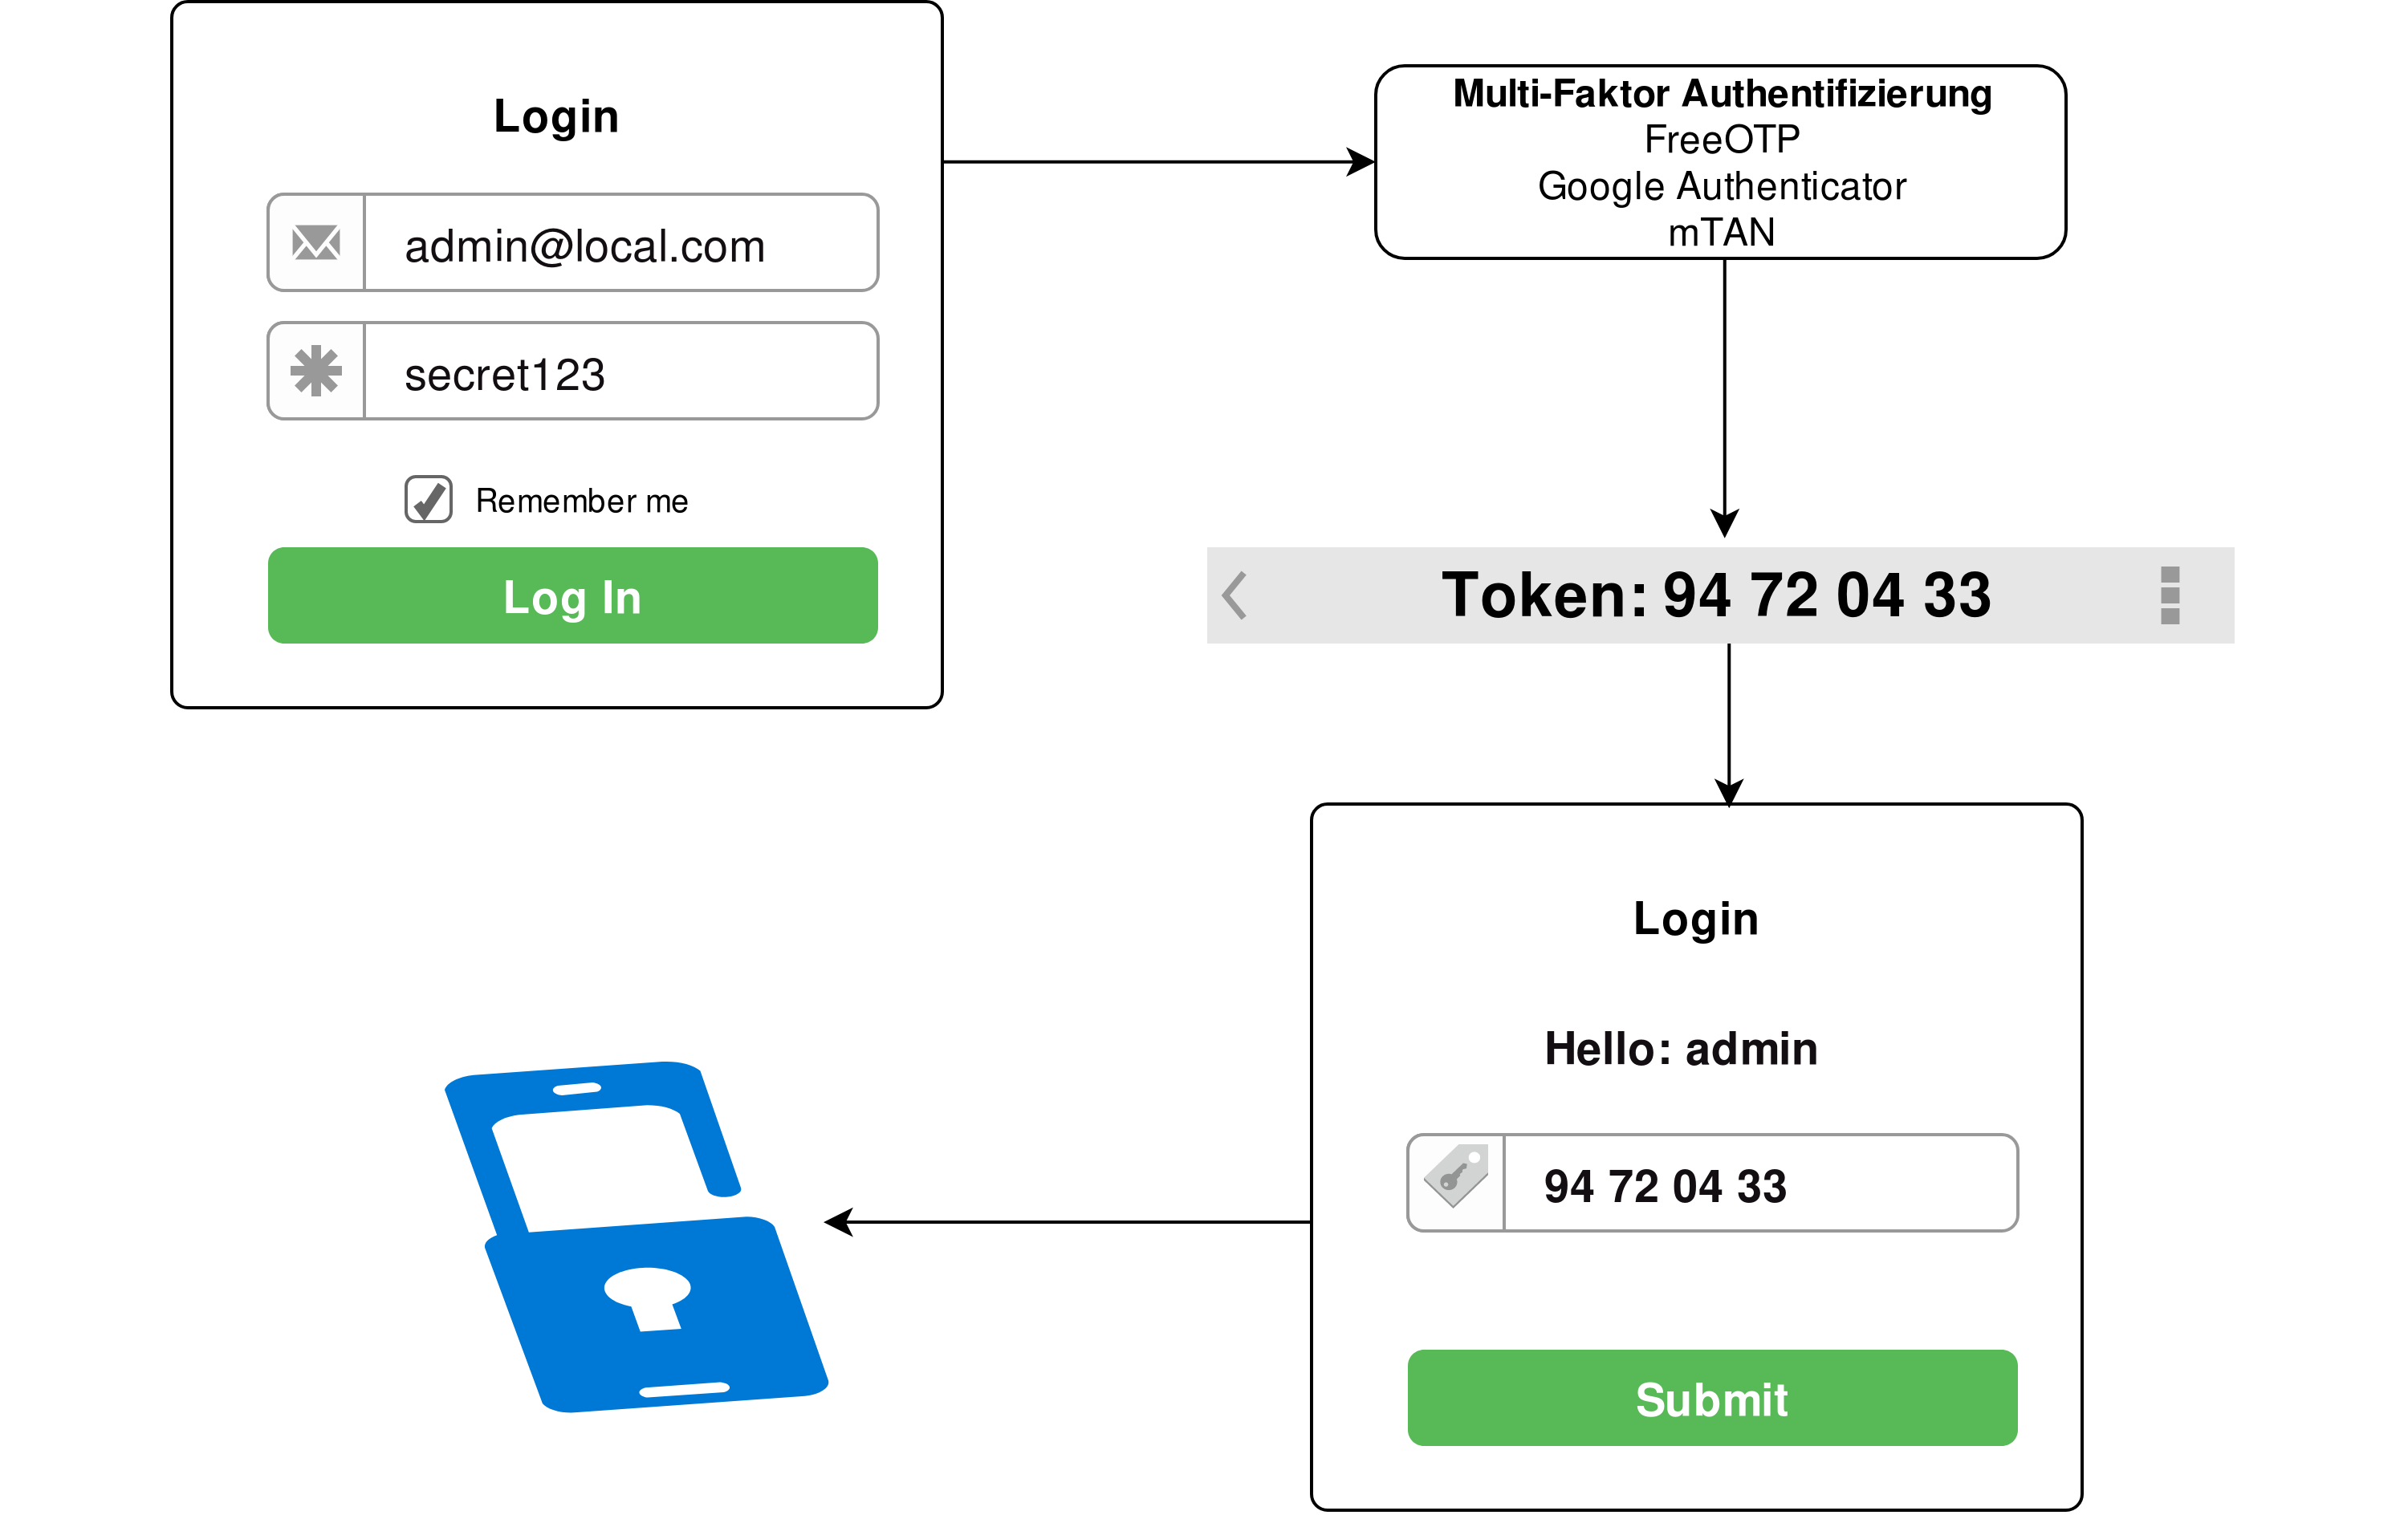 Login
admin@local.com
secret123
Remember me
Log In
Multi-Faktor Authentifizierung
FreeOTP
Google Authenticator
mTAN
Token: 94 72 04 33
Login
Hello: admin
94 72 04 33
Submit